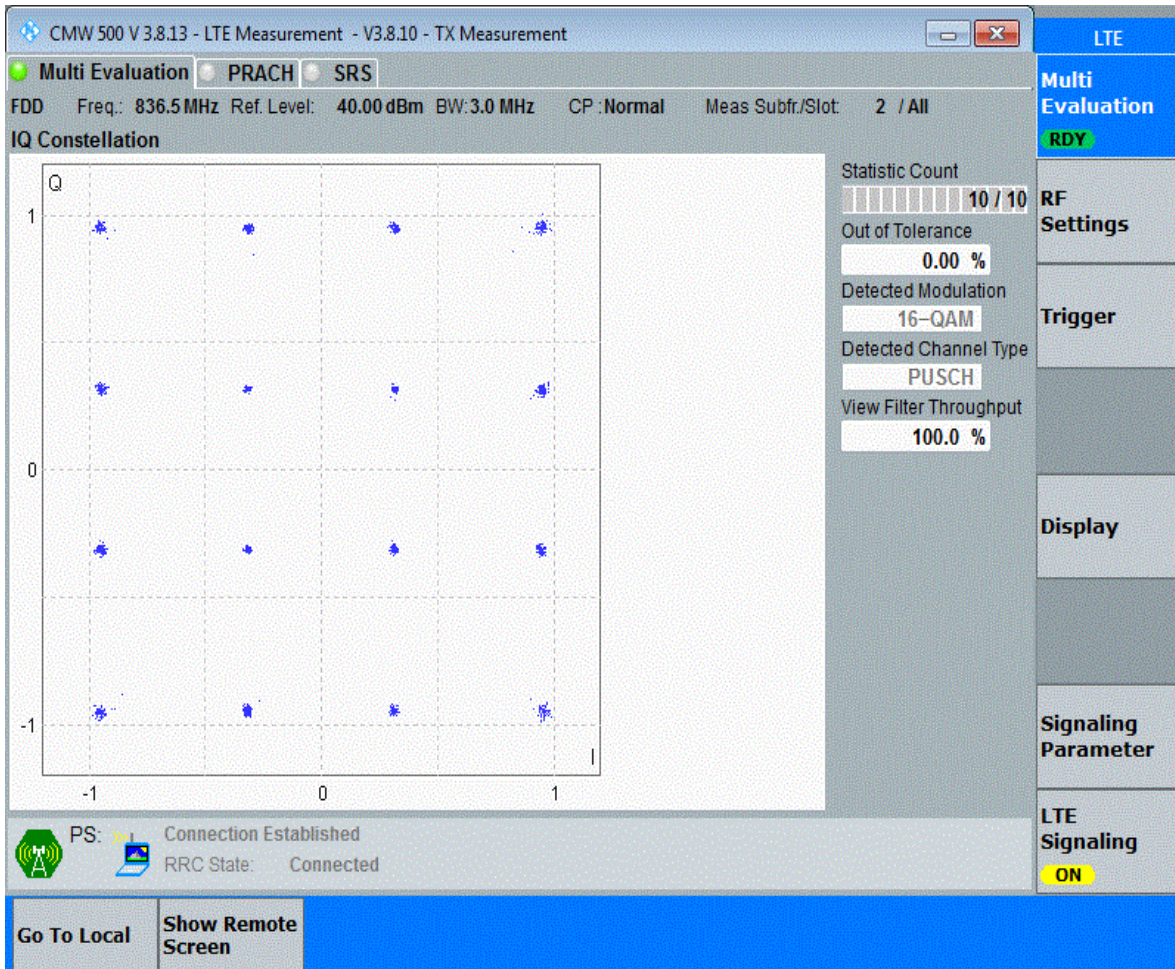 CMW 500 V 3.8.13 - LTE Measurement - V3.8.10 - TX Measurement
LTE
Multi Evaluation PRACH SRS
Multi
Evaluation
RDY
FDD Freq.: 836.5 MHz Ref. Level: 40.00 dBm BW: 3.0 MHz CP : Normal Meas Subfr./Slot: 2 / All
IQ Constellation
Q
1
0
-1
I
-1 0 1
Statistic Count
10 / 10
Out of Tolerance
0.00 %
Detected Modulation
16-QAM
Detected Channel Type
PUSCH
View Filter Throughput
100.0 %
RF
Settings
Trigger
Display
Signaling
Parameter
LTE
Signaling
ON
PS: Connection Established
RRC State: Connected
Go To Local
Show Remote
Screen